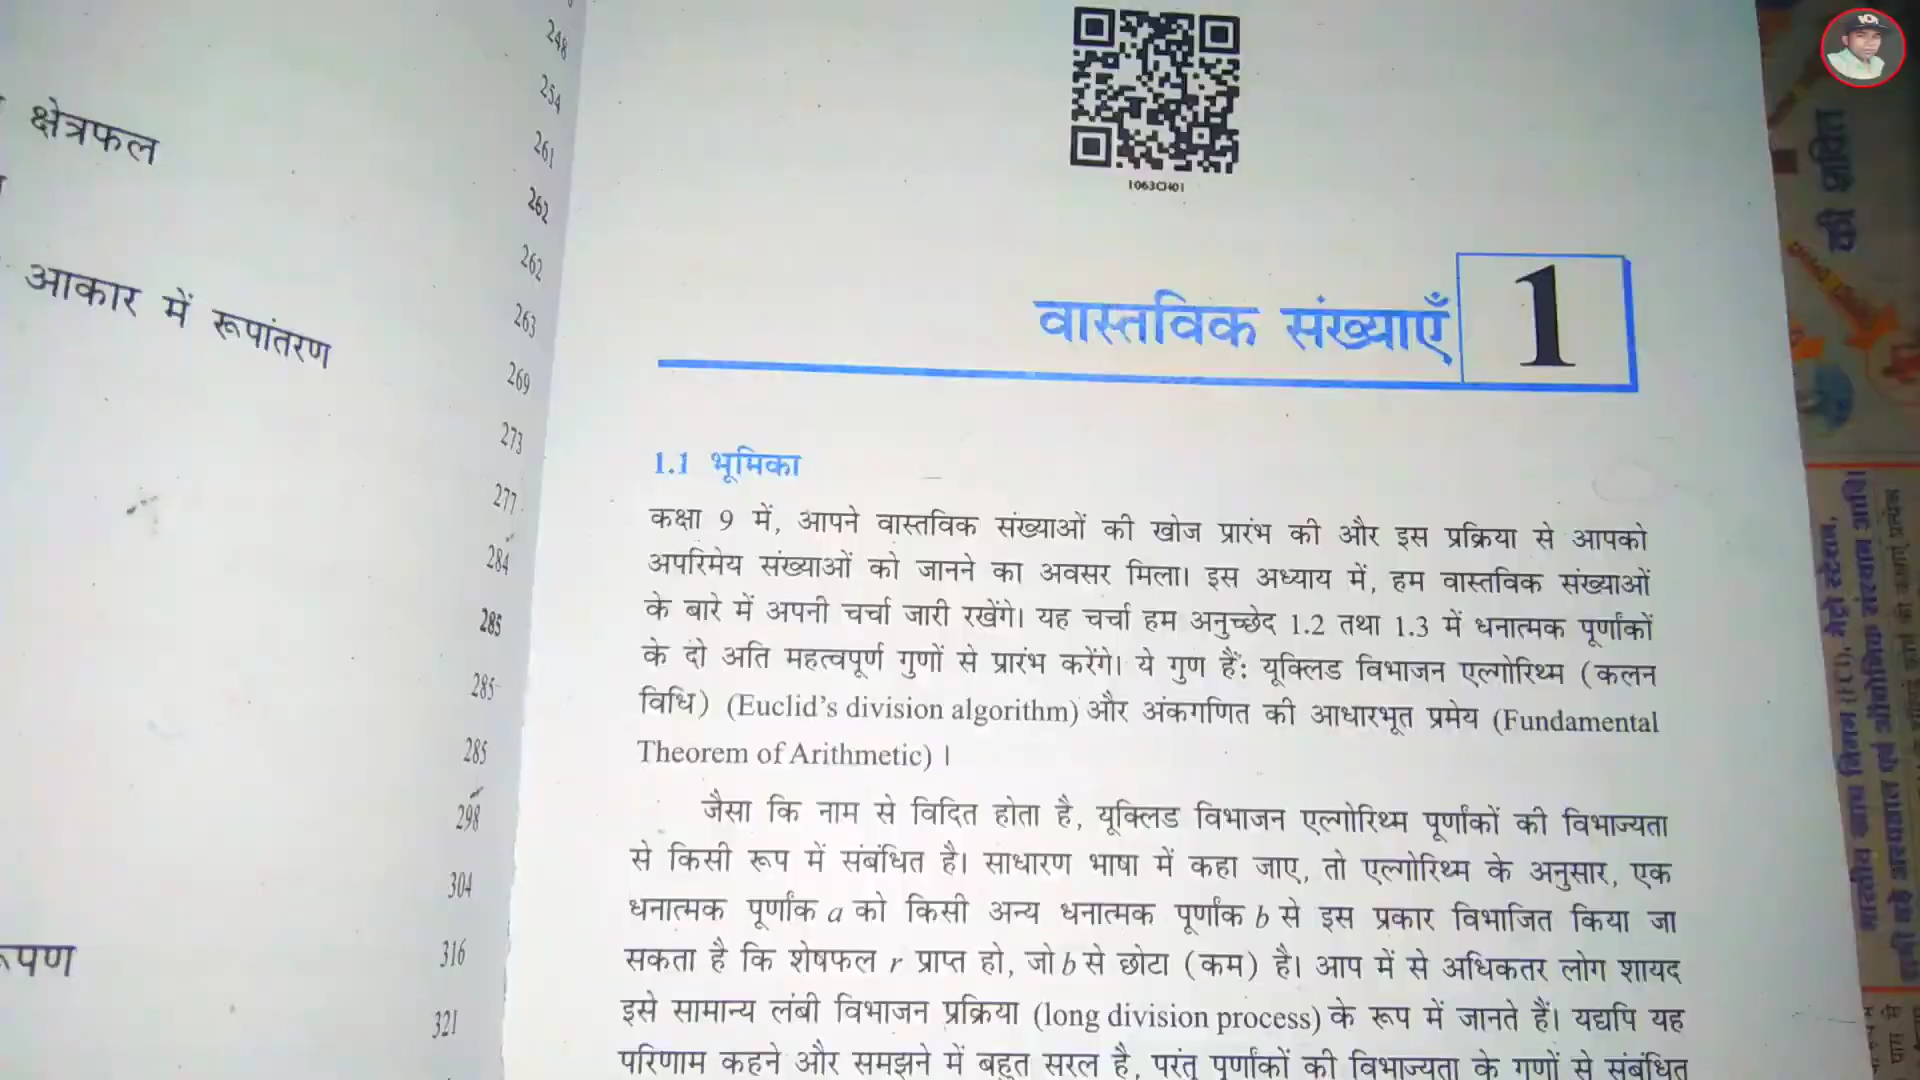 248
254
क्षेत्रफल
261
262
262
आकार में रूपांतरण
263
269
273
277
284
285
285
285
298
304
316
321
1063CH01
वास्तविक संख्याएँ 1
1.1 भूमिका
कक्षा 9 में, आपने वास्तविक संख्याओं की खोज प्रारंभ की और इस प्रक्रिया से आपको
अपरिमेय संख्याओं को जानने का अवसर मिला। इस अध्याय में, हम वास्तविक संख्याओं
के बारे में अपनी चर्चा जारी रखेंगे। यह चर्चा हम अनुच्छेद 1.2 तथा 1.3 में धनात्मक पूर्णांकों
के दो अति महत्वपूर्ण गुणों से प्रारंभ करेंगे। ये गुण हैं: यूक्लिड विभाजन एल्गोरिथ्म (कलन
विधि) (Euclid's division algorithm) और अंकगणित की आधारभूत प्रमेय (Fundamental
Theorem of Arithmetic) ।
जैसा कि नाम से विदित होता है, यूक्लिड विभाजन एल्गोरिथ्म पूर्णांकों की विभाज्यता
से किसी रूप में संबंधित है। साधारण भाषा में कहा जाए, तो एल्गोरिथ्म के अनुसार, एक
धनात्मक पूर्णांक a को किसी अन्य धनात्मक पूर्णांक b से इस प्रकार विभाजित किया जा
सकता है कि शेषफल r प्राप्त हो, जो b से छोटा (कम) है। आप में से अधिकतर लोग शायद
इसे सामान्य लंबी विभाजन प्रक्रिया (long division process) के रूप में जानते हैं। यद्यपि यह
परिणाम कहने और समझने में बहुत सरल है, परंतु पूर्णांकों की विभाज्यता के गुणों से संबंधित
की शक्ति